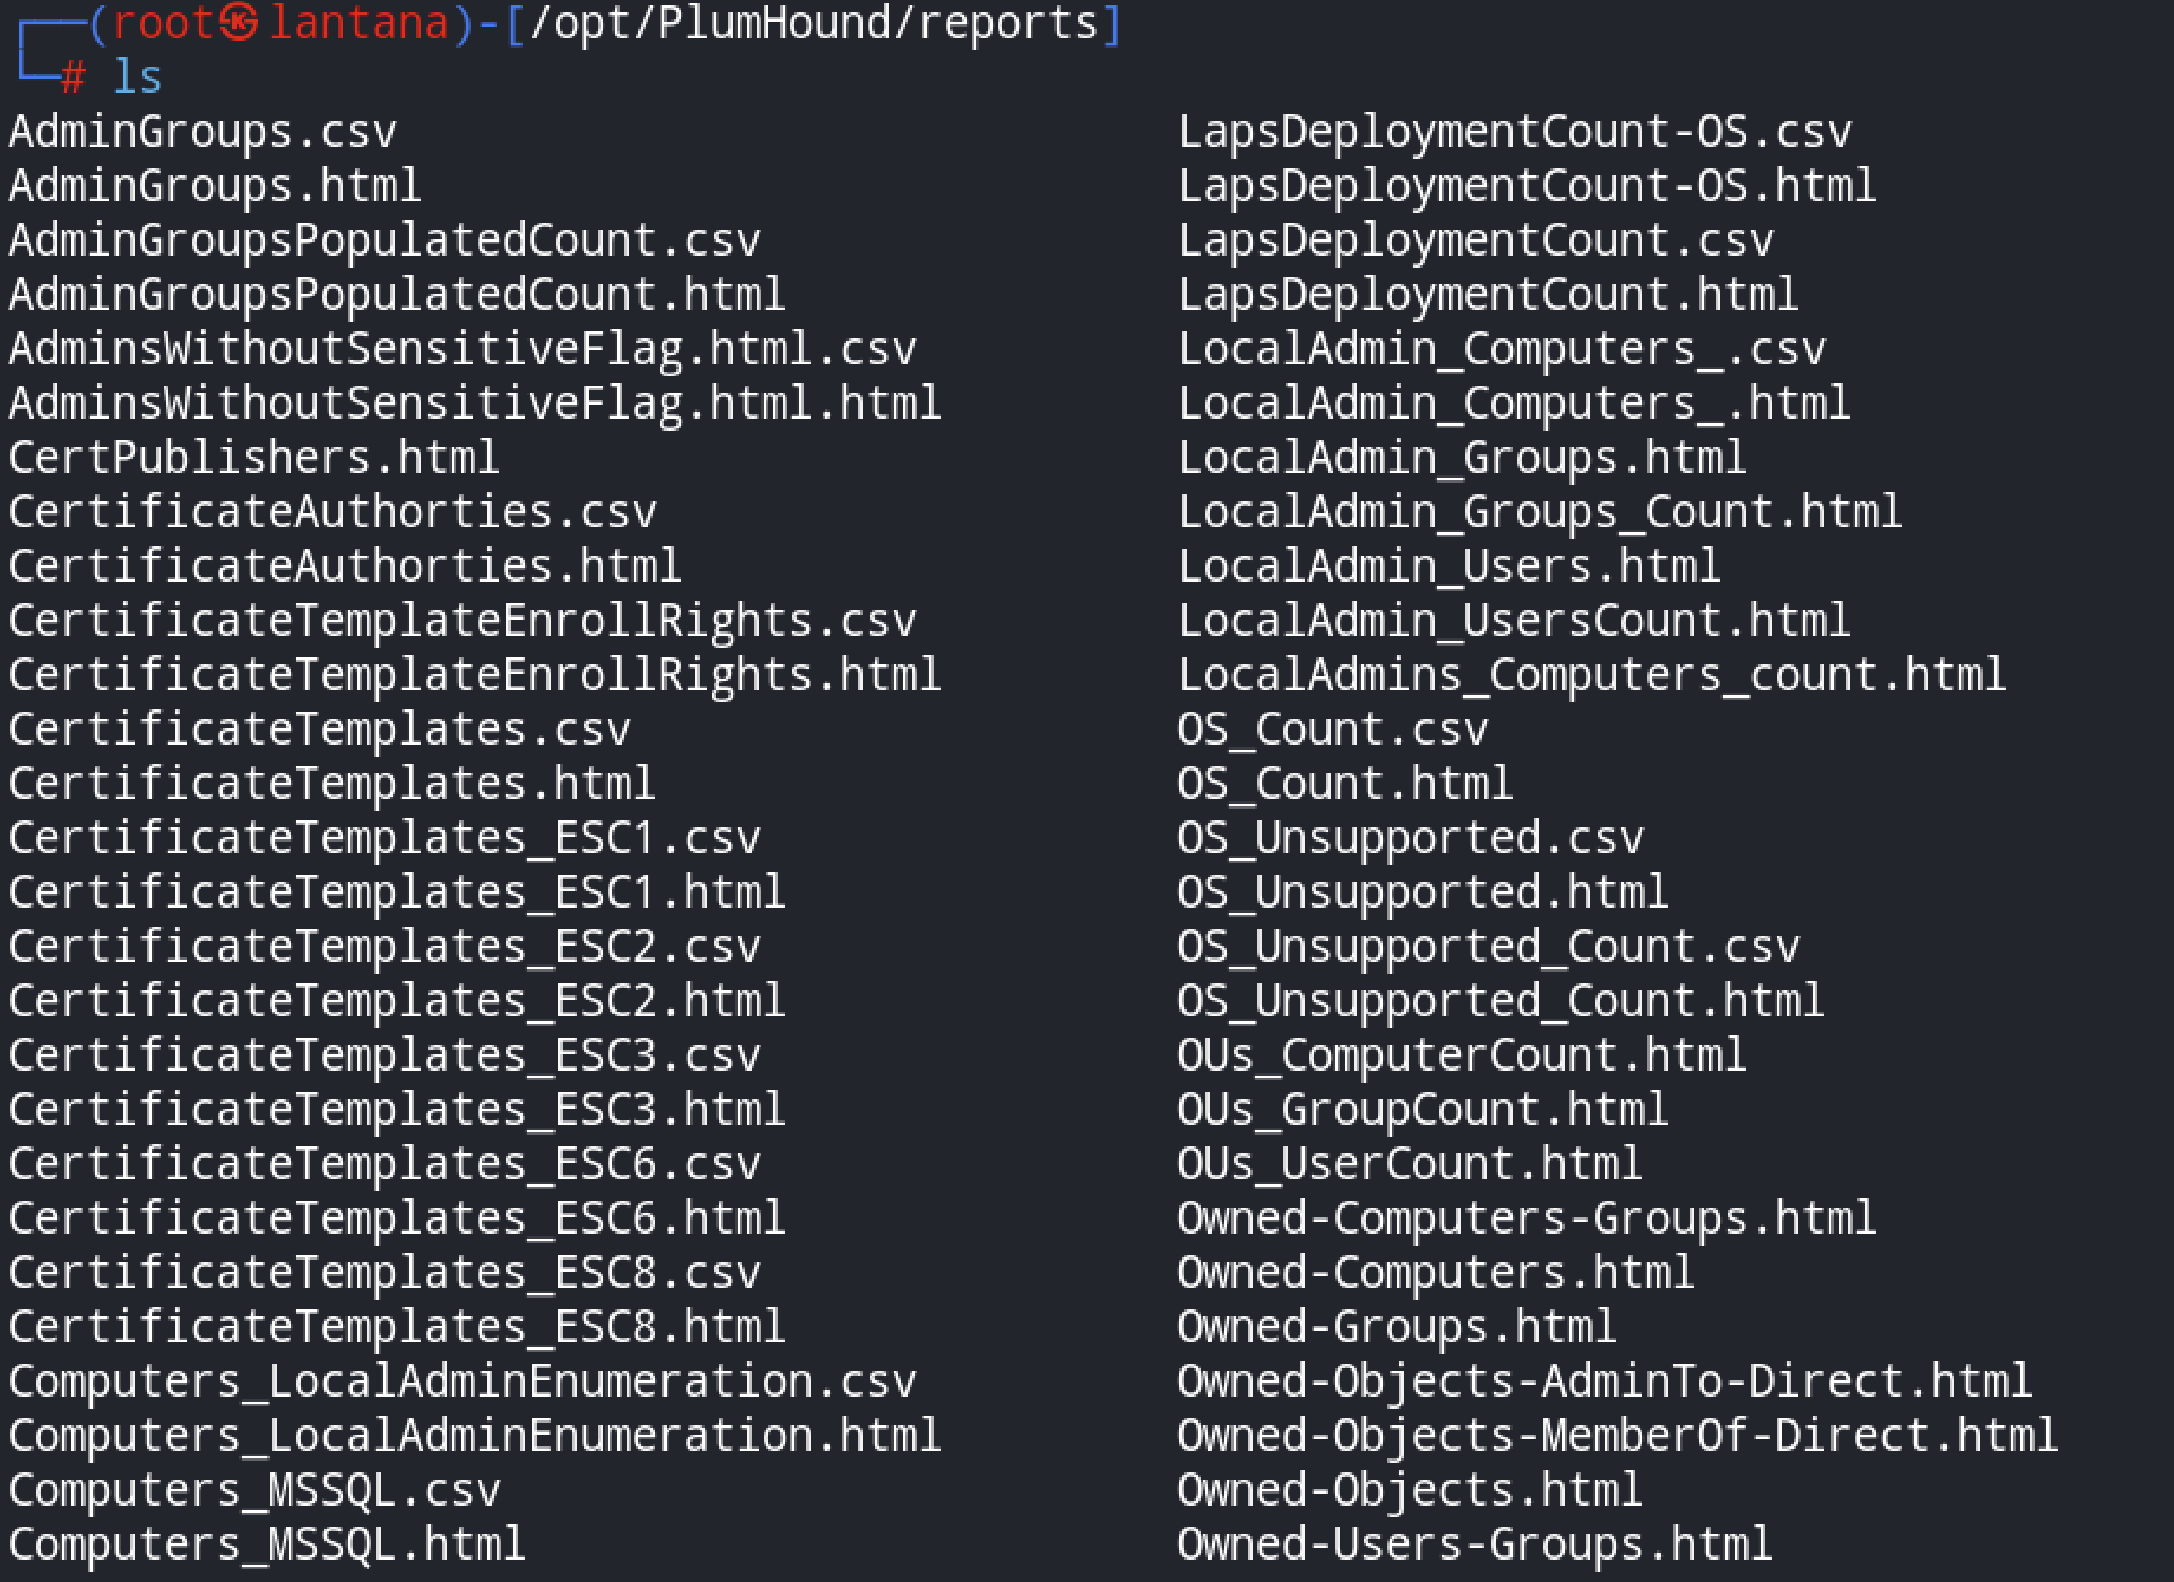 ┌──(root㉿lantana)-[/opt/PlumHound/reports]
└─# ls
AdminGroups.csv LapsDeploymentCount-OS.csv
AdminGroups.html LapsDeploymentCount-OS.html
AdminGroupsPopulatedCount.csv LapsDeploymentCount.csv
AdminGroupsPopulatedCount.html LapsDeploymentCount.html
AdminsWithoutSensitiveFlag.html.csv LocalAdmin_Computers_.csv
AdminsWithoutSensitiveFlag.html.html LocalAdmin_Computers_.html
CertPublishers.html LocalAdmin_Groups.html
CertificateAuthorties.csv LocalAdmin_Groups_Count.html
CertificateAuthorties.html LocalAdmin_Users.html
CertificateTemplateEnrollRights.csv LocalAdmin_UsersCount.html
CertificateTemplateEnrollRights.html LocalAdmins_Computers_count.html
CertificateTemplates.csv OS_Count.csv
CertificateTemplates.html OS_Count.html
CertificateTemplates_ESC1.csv OS_Unsupported.csv
CertificateTemplates_ESC1.html OS_Unsupported.html
CertificateTemplates_ESC2.csv OS_Unsupported_Count.csv
CertificateTemplates_ESC2.html OS_Unsupported_Count.html
CertificateTemplates_ESC3.csv OUs_ComputerCount.html
CertificateTemplates_ESC3.html OUs_GroupCount.html
CertificateTemplates_ESC6.csv OUs_UserCount.html
CertificateTemplates_ESC6.html Owned-Computers-Groups.html
CertificateTemplates_ESC8.csv Owned-Computers.html
CertificateTemplates_ESC8.html Owned-Groups.html
Computers_LocalAdminEnumeration.csv Owned-Objects-AdminTo-Direct.html
Computers_LocalAdminEnumeration.html Owned-Objects-MemberOf-Direct.html
Computers_MSSQL.csv Owned-Objects.html
Computers_MSSQL.html Owned-Users-Groups.html